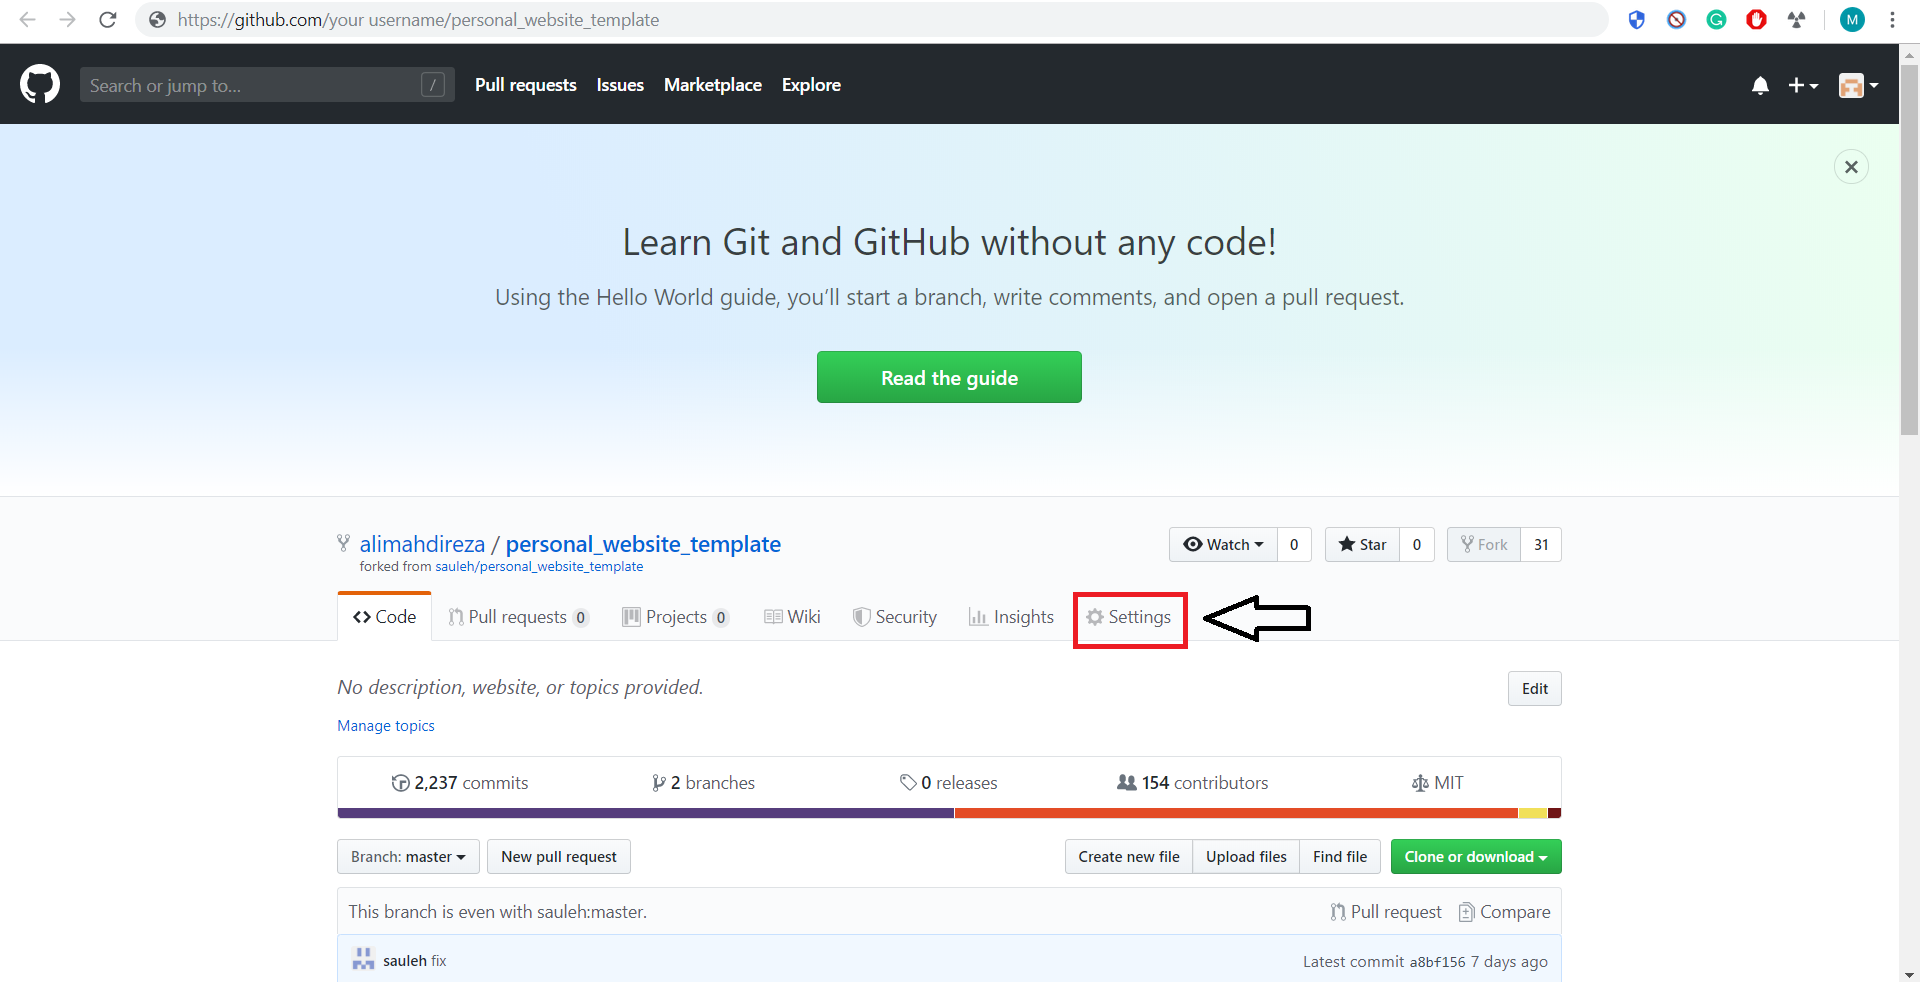 https://github.com/your username/personal_website_template
M
Search or jump to... /
Pull requests Issues Marketplace Explore
Learn Git and GitHub without any code!
Using the Hello World guide, you'll start a branch, write comments, and open a pull request.
Read the guide
alimahdireza / personal_website_template
Watch 0 Star 0 Fork 31
forked from sauleh/personal_website_template
Code Pull requests 0 Projects 0 Wiki Security Insights Settings
No description, website, or topics provided.
Edit
Manage topics
2,237 commits 2 branches 0 releases 154 contributors MIT
Branch: master New pull request Create new file Upload files Find file Clone or download
This branch is even with sauleh:master. Pull request Compare
sauleh fix Latest commit a8bf156 7 days ago